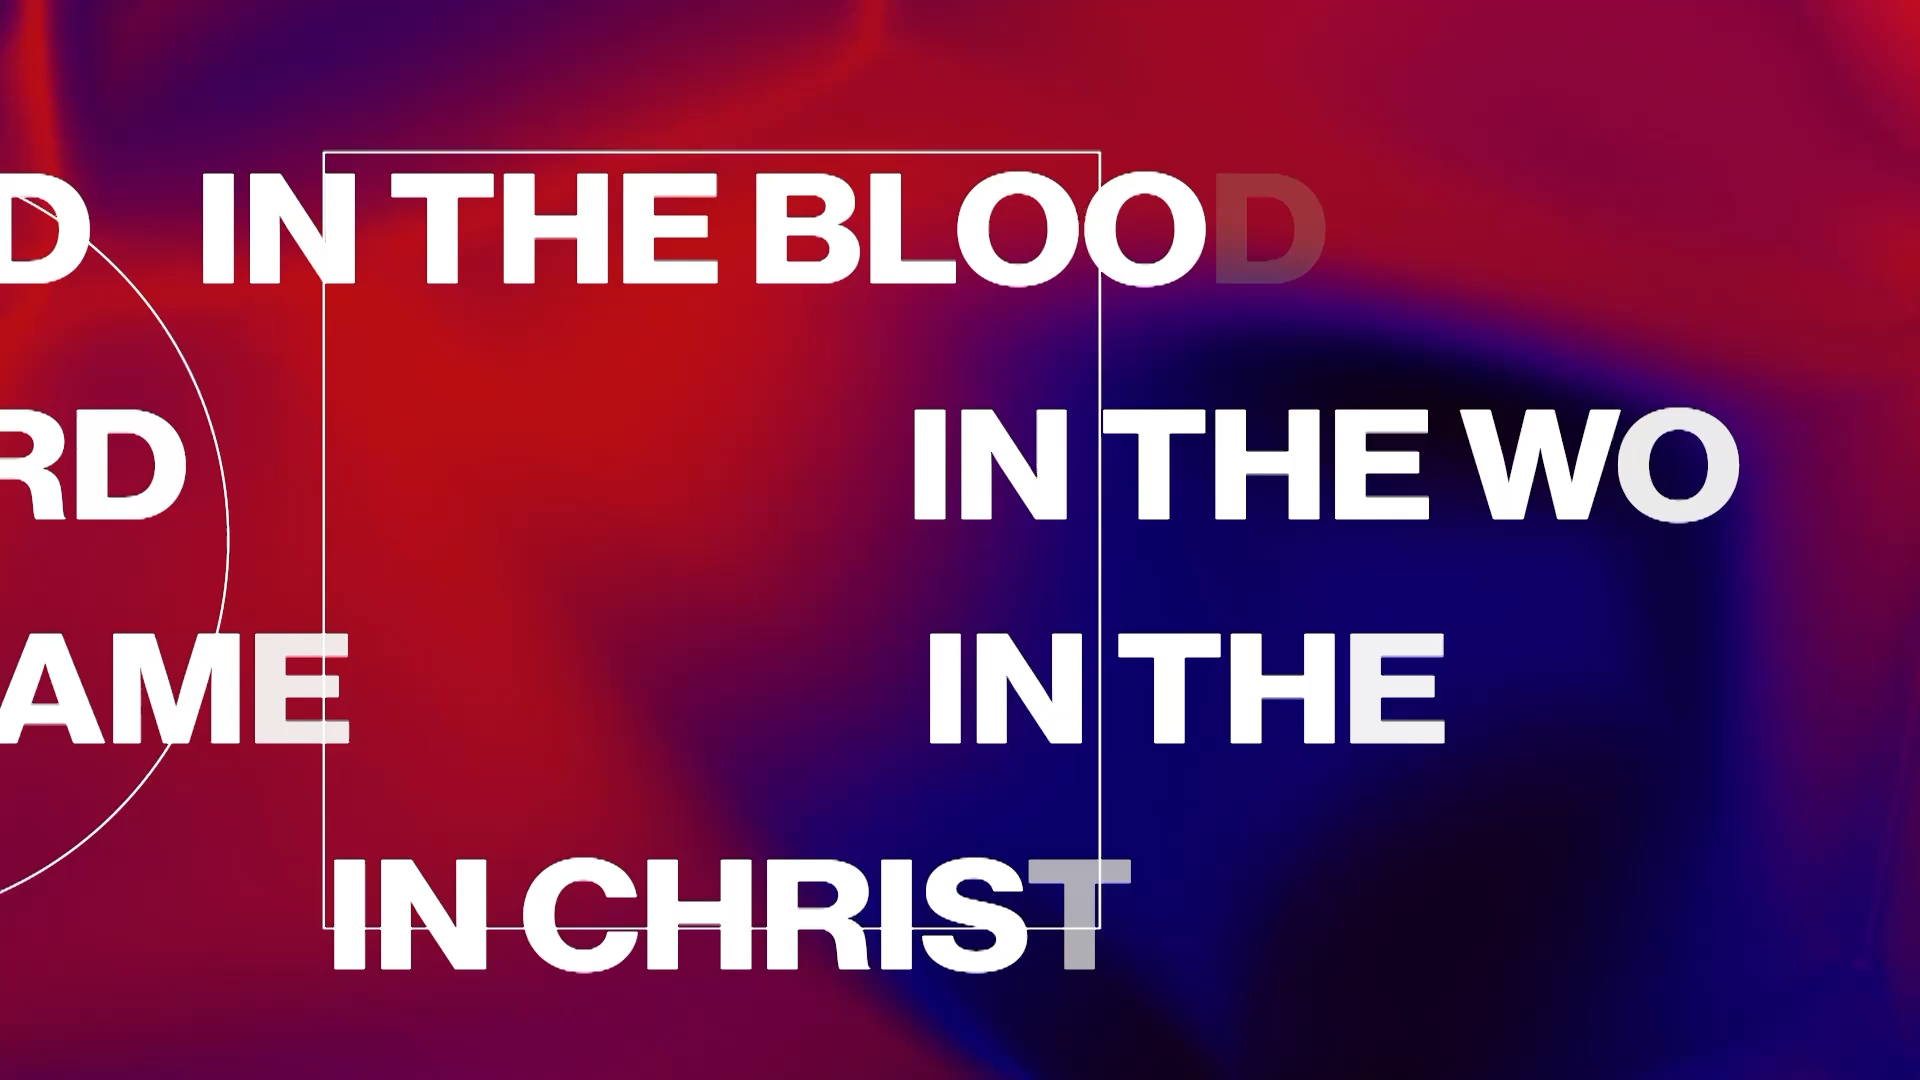 D IN THE BLOOD
RD IN THE WO
AME IN THE
IN CHRIST